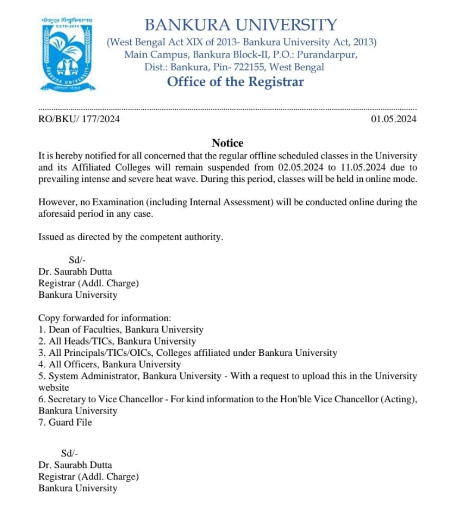 BANKURA UNIVERSITY
(West Bengal Act XIX of 2013- Bankura University Act, 2013)
Main Campus, Bankura Block-II, P.O.: Purandarpur,
Dist.: Bankura, Pin- 722155, West Bengal
Office of the Registrar
RO/BKU/ 177/2024 01.05.2024
Notice
It is hereby notified for all concerned that the regular offline scheduled classes in the University
and its Affiliated Colleges will remain suspended from 02.05.2024 to 11.05.2024 due to
prevailing intense and severe heat wave. During this period, classes will be held in online mode.
However, no Examination (including Internal Assessment) will be conducted online during the
aforesaid period in any case.
Issued as directed by the competent authority.
Sd/-
Dr. Saurabh Dutta
Registrar (Addl. Charge)
Bankura University
Copy forwarded for information:
1. Dean of Faculties, Bankura University
2. All Heads/TICs, Bankura University
3. All Principals/TICs/OICs, Colleges affiliated under Bankura University
4. All Officers, Bankura University
5. System Administrator, Bankura University - With a request to upload this in the University
website
6. Secretary to Vice Chancellor - For kind information to the Hon'ble Vice Chancellor (Acting),
Bankura University
7. Guard File
Sd/-
Dr. Saurabh Dutta
Registrar (Addl. Charge)
Bankura University